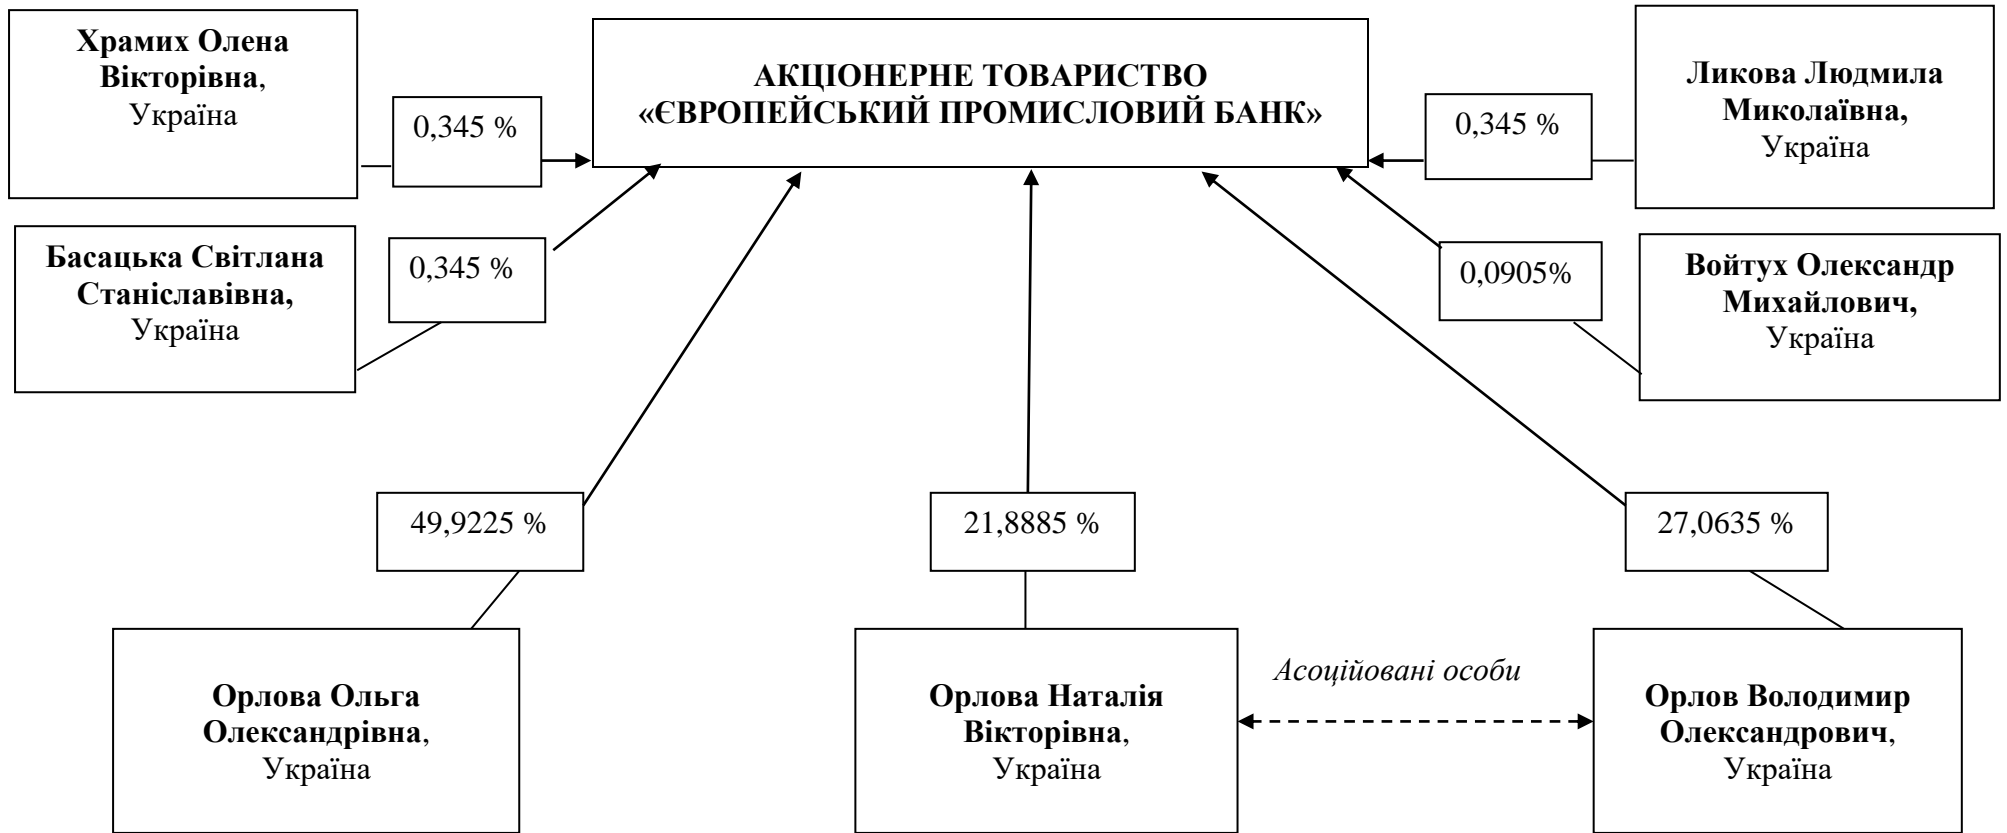 Храмих Олена
Вікторівна,
Україна
0,345 %
АКЦІОНЕРНЕ ТОВАРИСТВО
«ЄВРОПЕЙСЬКИЙ ПРОМИСЛОВИЙ БАНК»
0,345 %
Ликова Людмила
Миколаївна,
Україна
Басацька Світлана
Станіславівна,
Україна
0,345 %
0,0905%
Войтух Олександр
Михайлович,
Україна
49,9225 %
21,8885 %
27,0635 %
Орлова Ольга
Олександрівна,
Україна
Орлова Наталія
Вікторівна,
Україна
Асоційовані особи
Орлов Володимир
Олександрович,
Україна